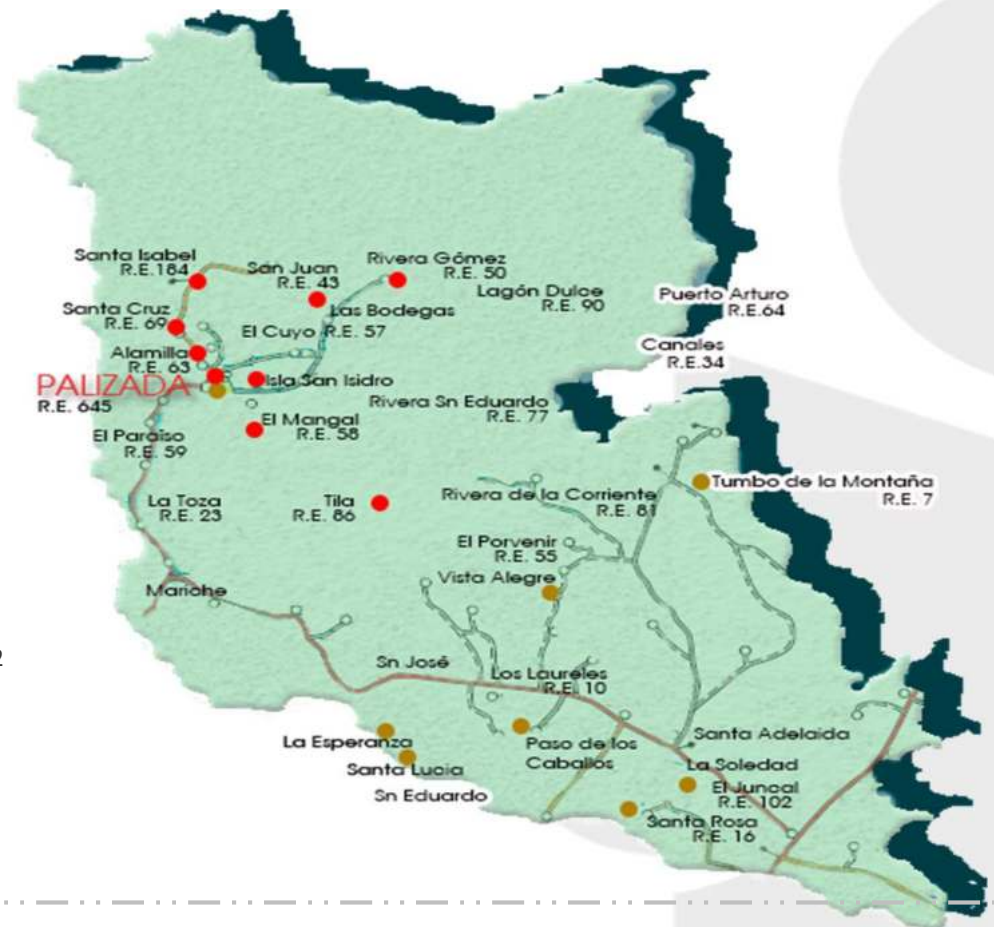 Santa Isabel
R.E.184
San Juan
R.E. 43
Rivera Gómez
R.E. 50
Lagón Dulce
R.E. 90
Puerto Arturo
R.E.64
Santa Cruz
R.E. 69
Las Bodegas
El Cuyo R.E. 57
Canales
R.E.34
Alamilla
R.E. 63
PALIZADA
R.E. 645
Isla San Isidro
Rivera Sn Eduardo
R.E. 77
El Mangal
R.E. 58
El Paraiso
R.E. 59
Tumbo de la Montaña
R.E. 7
La Toza
R.E. 23
Tila
R.E. 86
Rivera de la Corriente
R.E. 81
El Porvenir
R.E. 55
Vista Alegre
Mariche
2
Sn José
Los Laureles
R.E. 10
La Esperanza
Paso de los
Caballos
Santa Adelaida
Santa Lucia
La Soledad
Sn Eduardo
El Juncal
R.E. 102
Santa Rosa
R.E. 16